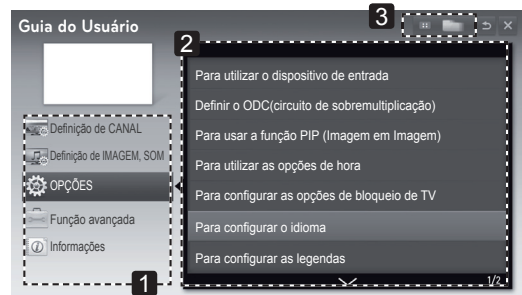 Guia do Usuário
3
2
Para utilizar o dispositivo de entrada
Definir o ODC(circuito de sobremultiplicação)
Para usar a função PIP (Imagem em Imagem)
Para utilizar as opções de hora
Para configurar as opções de bloqueio de TV
Para configurar o idioma
Para configurar as legendas
1/2
Definição de CANAL
Definição de IMAGEM, SOM
OPÇÕES
Função avançada
Informações
1